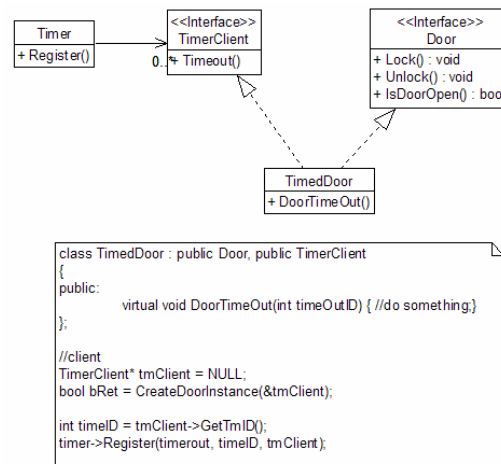 Timer
+ Register()
<<Interface>>
TimerClient
+ Timeout()
0..*
<<Interface>>
Door
+ Lock() : void
+ Unlock() : void
+ IsDoorOpen() : boo
TimedDoor
+ DoorTimeOut()
class TimedDoor : public Door, public TimerClient
{
public:
virtual void DoorTimeOut(int timeOutID) { //do something;}
};
//client
TimerClient* tmClient = NULL;
bool bRet = CreateDoorInstance(&tmClient);
int timeID = tmClient->GetTmID();
timer->Register(timerout, timeID, tmClient);